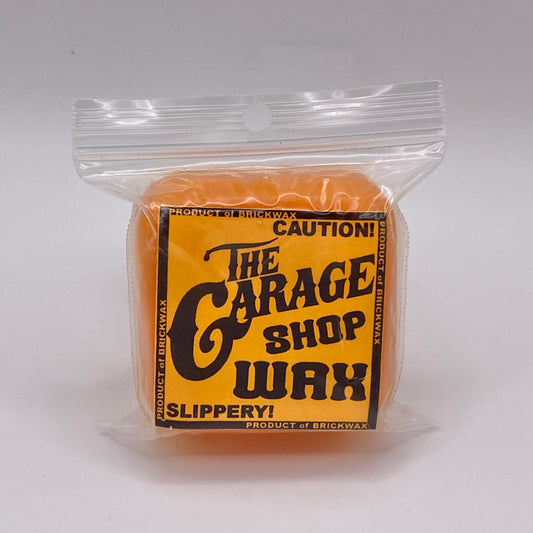 PRODUCT of BRICKWAX
CAUTION!
THE
GARAGE
SHOP
WAX
SLIPPERY!
PRODUCT of BRICKWAX
PRODUCT of BRICKWAX
PRODUCT of BRICKWAX